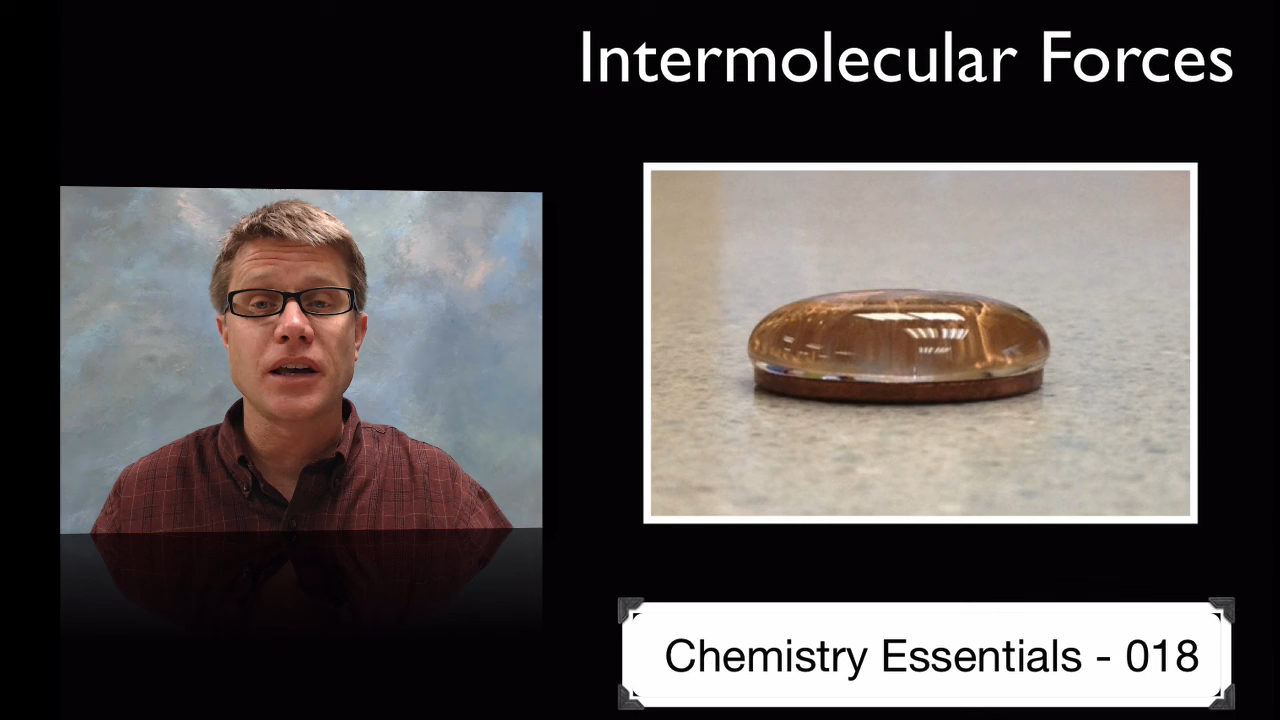 Intermolecular Forces
Chemistry Essentials - 018